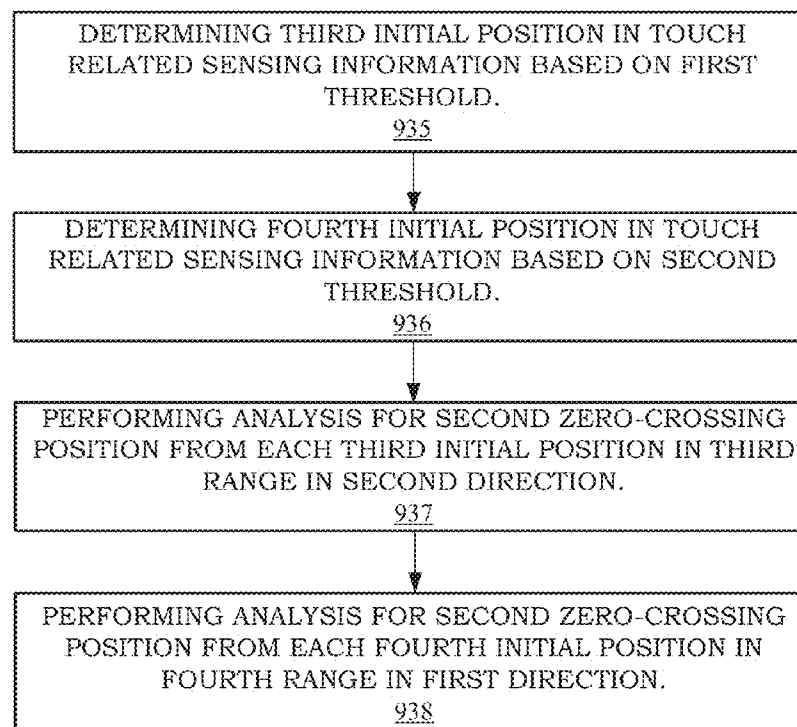 DETERMINING THIRD INITIAL POSITION IN TOUCH
RELATED SENSING INFORMATION BASED ON FIRST
THRESHOLD.
935
DETERMINING FOURTH INITIAL POSITION IN TOUCH
RELATED SENSING INFORMATION BASED ON SECOND
THRESHOLD.
936
PERFORMING ANALYSIS FOR SECOND ZERO-CROSSING
POSITION FROM EACH THIRD INITIAL POSITION IN THIRD
RANGE IN SECOND DIRECTION.
937
PERFORMING ANALYSIS FOR SECOND ZERO-CROSSING
POSITION FROM EACH FOURTH INITIAL POSITION IN
FOURTH RANGE IN FIRST DIRECTION.
938